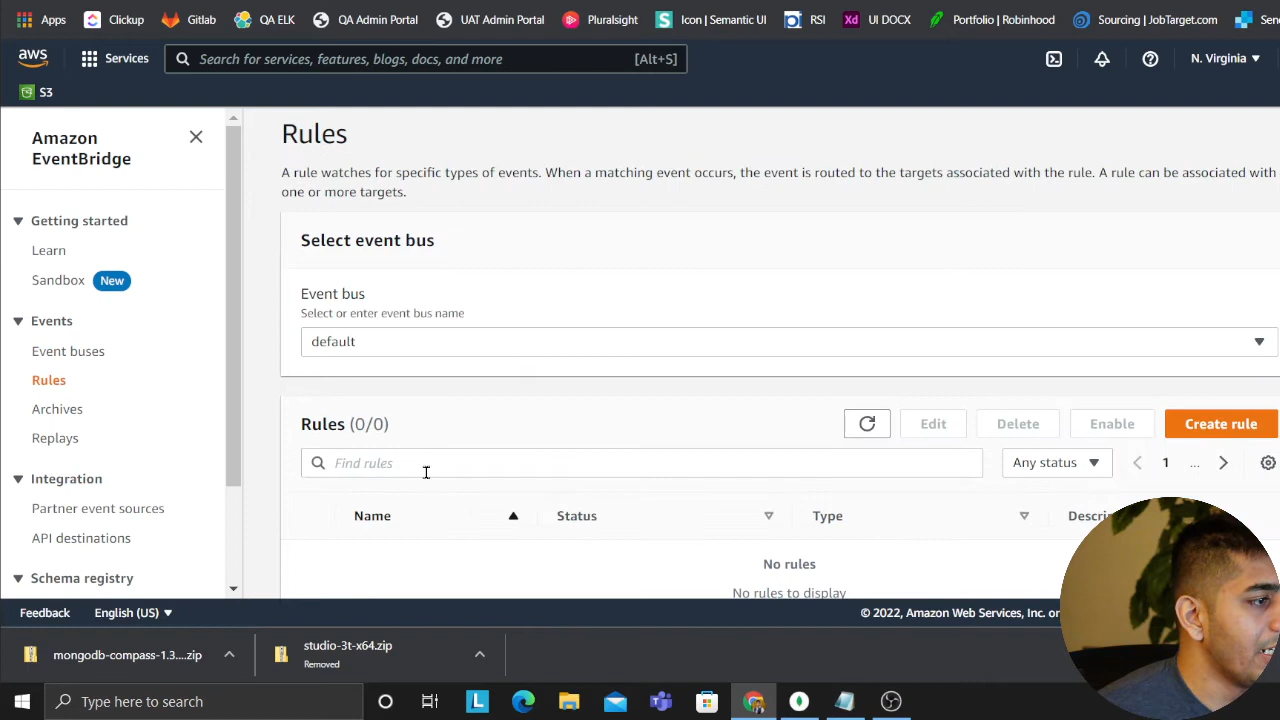 Apps Clickup Gitlab QA ELK QA Admin Portal UAT Admin Portal Pluralsight Icon | Semantic UI RSI UI DOCX Portfolio | Robinhood Sourcing | JobTarget.com Sen
aws Services Search for services, features, blogs, docs, and more [Alt+S] N. Virginia
S3
Amazon
EventBridge
Getting started
Learn
Sandbox New
Events
Event buses
Rules
Archives
Replays
Integration
Partner event sources
API destinations
Schema registry
Rules
A rule watches for specific types of events. When a matching event occurs, the event is routed to the targets associated with the rule. A rule can be associated with
one or more targets.
Select event bus
Event bus
Select or enter event bus name
default
Rules (0/0) Edit Delete Enable Create rule
Find rules Any status 1 ...
Name Status Type Descri
No rules
No rules to display
Feedback English (US) © 2022, Amazon Web Services, Inc. or
mongodb-compass-1.3....zip studio-3t-x64.zip
Removed
Type here to search